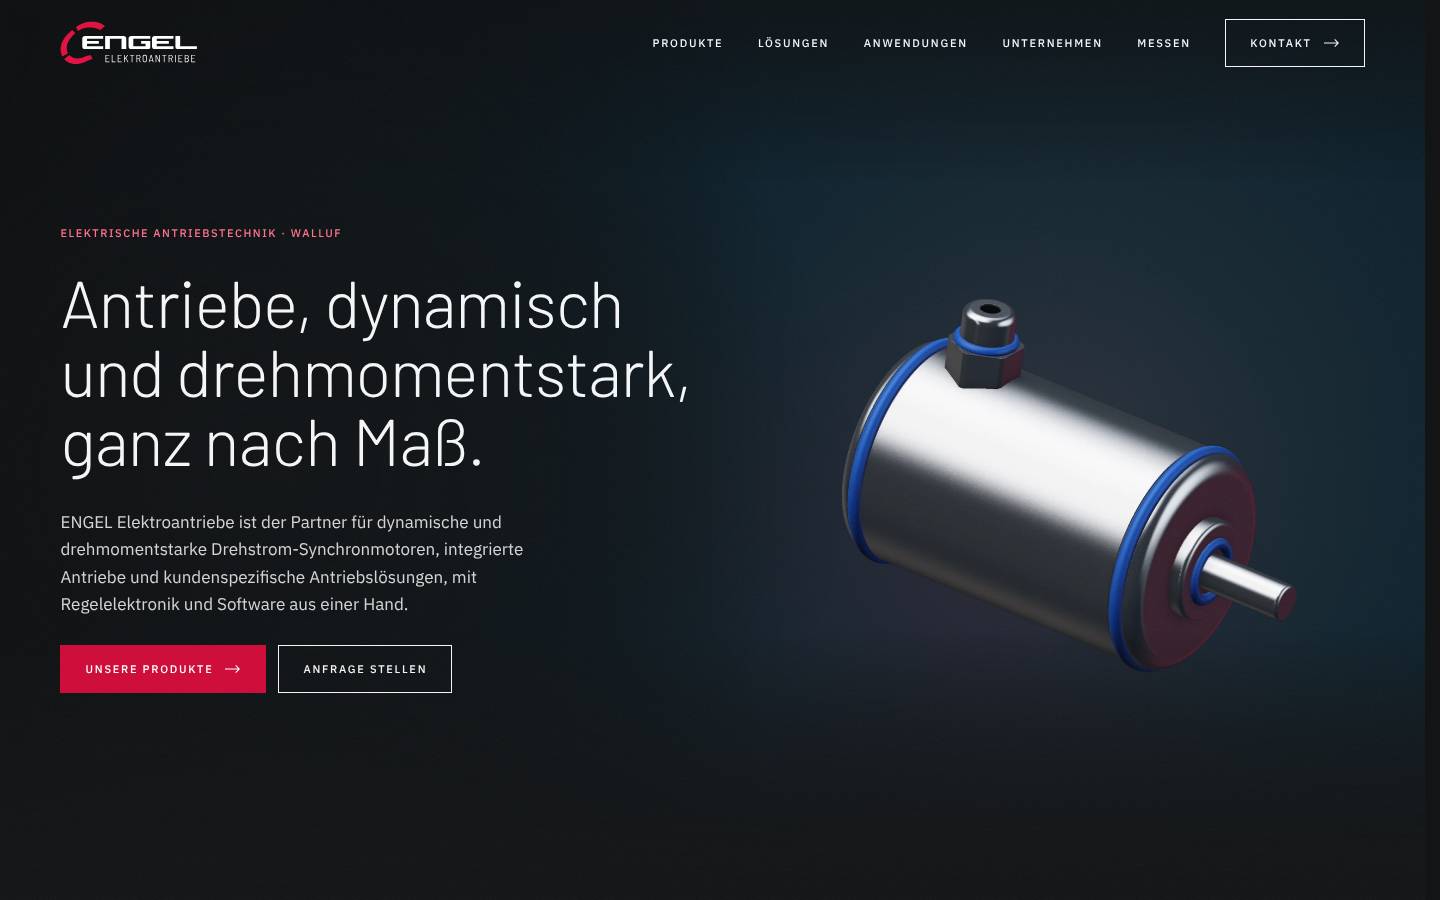 ENGEL
ELEKTROANTRIEBE
PRODUKTE
LÖSUNGEN
ANWENDUNGEN
UNTERNEHMEN
MESSEN
KONTAKT
ELEKTRISCHE ANTRIEBSTECHNIK · WALLUF
Antriebe, dynamisch
und drehmomentstark,
ganz nach Maß.
ENGEL Elektroantriebe ist der Partner für dynamische und
drehmomentstarke Drehstrom-Synchronmotoren, integrierte
Antriebe und kundenspezifische Antriebslösungen, mit
Regelelektronik und Software aus einer Hand.
UNSERE PRODUKTE
ANFRAGE STELLEN